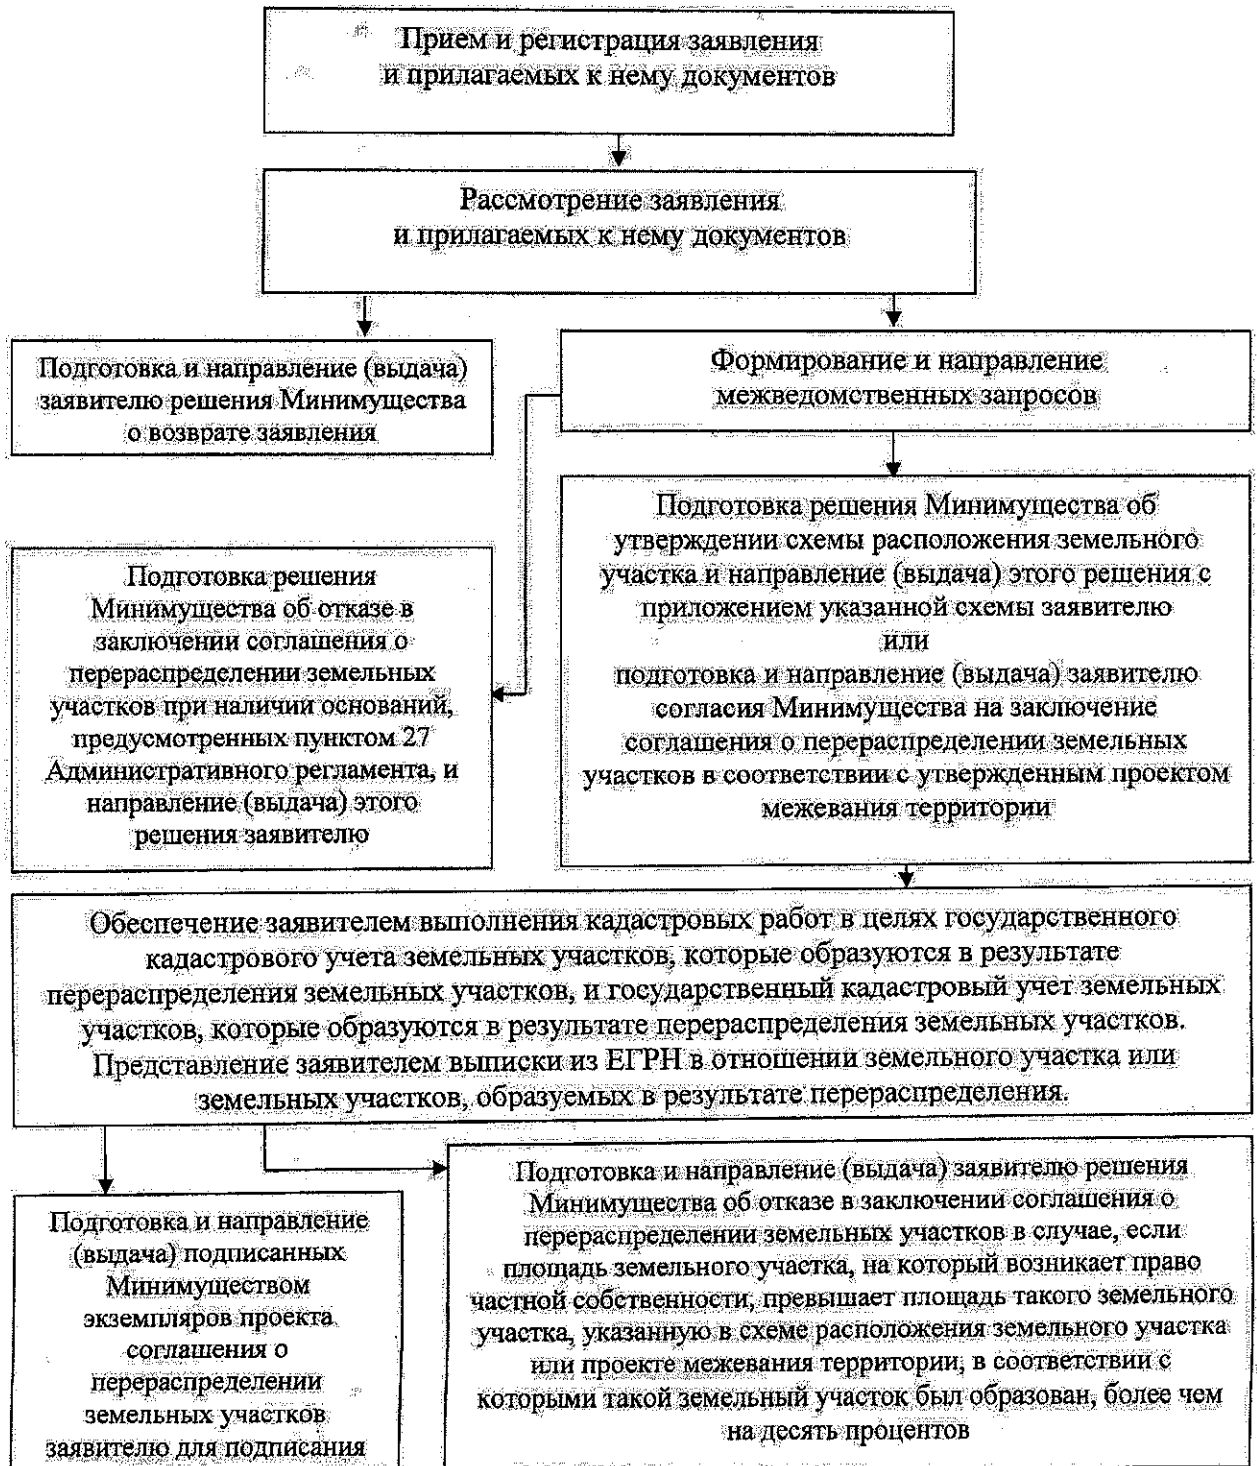 Прием и регистрация заявления
и прилагаемых к нему документов
Рассмотрение заявления
и прилагаемых к нему документов
Подготовка и направление (выдача)
заявителю решения Минимущества
о возврате заявления
Формирование и направление
межведомственных запросов
Подготовка решения
Минимущества об отказе в
заключении соглашения о
перераспределении земельных
участков при наличии оснований,
предусмотренных пунктом 27
Административного регламента, и
направление (выдача) этого
решения заявителю
Подготовка решения Минимущества об
утверждении схемы расположения земельного
участка и направление (выдача) этого решения с
приложением указанной схемы заявителю
или
подготовка и направление (выдача) заявителю
согласия Минимущества на заключение
соглашения о перераспределении земельных
участков в соответствии с утвержденным проектом
межевания территории
Обеспечение заявителем выполнения кадастровых работ в целях государственного
кадастрового учета земельных участков, которые образуются в результате
перераспределения земельных участков, и государственный кадастровый учет земельных
участков, которые образуются в результате перераспределения земельных участков.
Представление заявителем выписки из ЕГРН в отношении земельного участка или
земельных участков, образуемых в результате перераспределения.
Подготовка и направление
(выдача) подписанных
Минимуществом
экземпляров проекта
соглашения о
перераспределении
земельных участков
заявителю для подписания
Подготовка и направление (выдача) заявителю решения
Минимущества об отказе в заключении соглашения о
перераспределении земельных участков в случае, если
площадь земельного участка, на который возникает право
частной собственности, превышает площадь такого земельного
участка, указанную в схеме расположения земельного участка
или проекте межевания территории, в соответствии с
которыми такой земельный участок был образован, более чем
на десять процентов